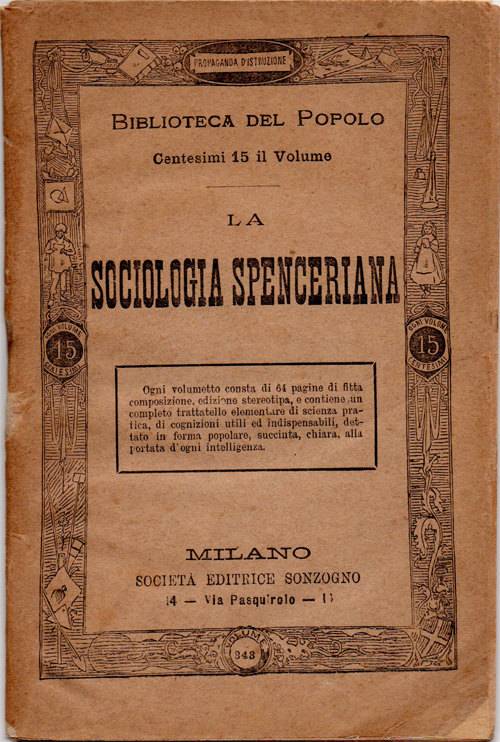 PROPAGANDA D'ISTRUZIONE
BIBLIOTECA DEL POPOLO
Centesimi 15 il Volume
LA
SOCIOLOGIA SPENCERIANA
OGNI VOLUME
15
CENTESIMI
OGNI VOLUME
15
CENTESIMI
Ogni volumetto consta di 64 pagine di fitta
composizione, edizione stereotipa, e contiene un
completo trattatello elementare di scienza pra-
tica, di cognizioni utili ed indispensabili, det-
tato in forma popolare, succinta, chiara, alla
portata d'ogni intelligenza.
MILANO
SOCIETÀ EDITRICE SONZOGNO
14 — Via Pasquirolo —
VOLUME
343